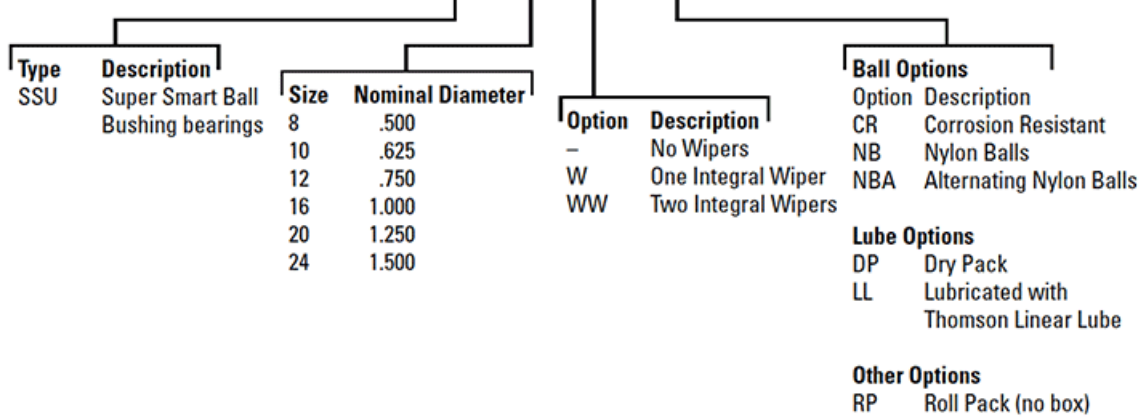 Type Description
SSU Super Smart Ball
Bushing bearings
Size Nominal Diameter
8 .500
10 .625
12 .750
16 1.000
20 1.250
24 1.500
Option Description
– No Wipers
W One Integral Wiper
WW Two Integral Wipers
Ball Options
Option Description
CR Corrosion Resistant
NB Nylon Balls
NBA Alternating Nylon Balls
Lube Options
DP Dry Pack
LL Lubricated with
Thomson Linear Lube
Other Options
RP Roll Pack (no box)